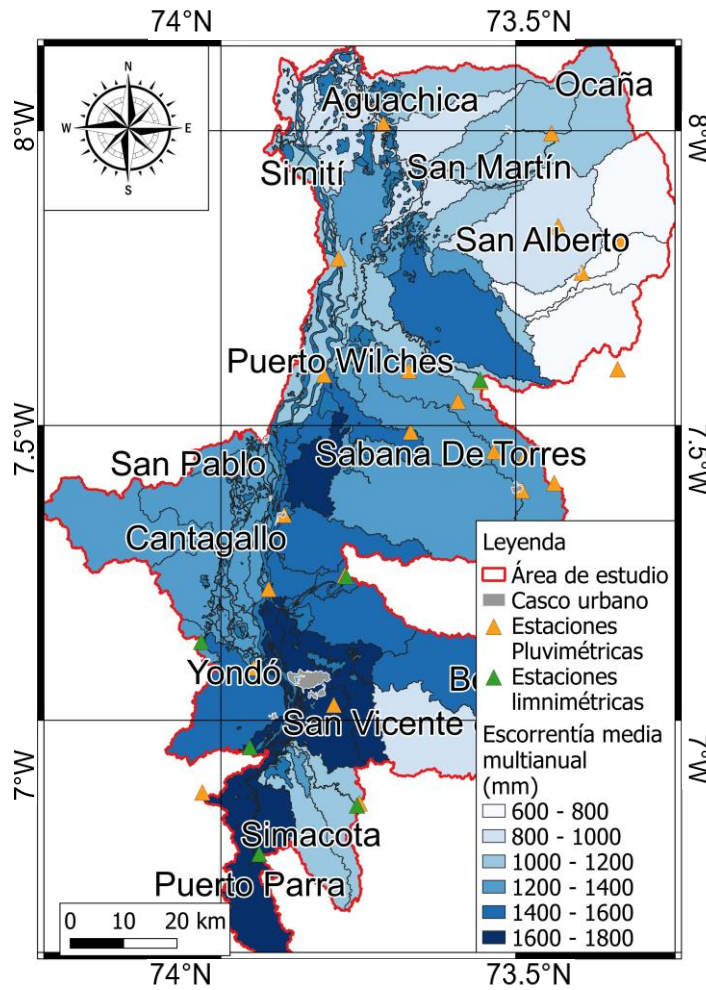 74°N
73.5°N
N
W
E
S
Ocaña
Aguachica
8°W
8°W
San Martín
Simití
San Alberto
Puerto Wilches
7.5°W
7.5°W
San Pablo
Sabana De Torres
Cantagallo
Leyenda
Área de estudio
Casco urbano
Estaciones
Pluviométricas
Estaciones
limnimétricas
Yondó
Be
San Vicente
Escorrentía media
multianual
(mm)
7°W
7°W
600 - 800
800 - 1000
1000 - 1200
1200 - 1400
1400 - 1600
1600 - 1800
Simacota
Puerto Parra
0 10 20 km
74°N
73.5°N